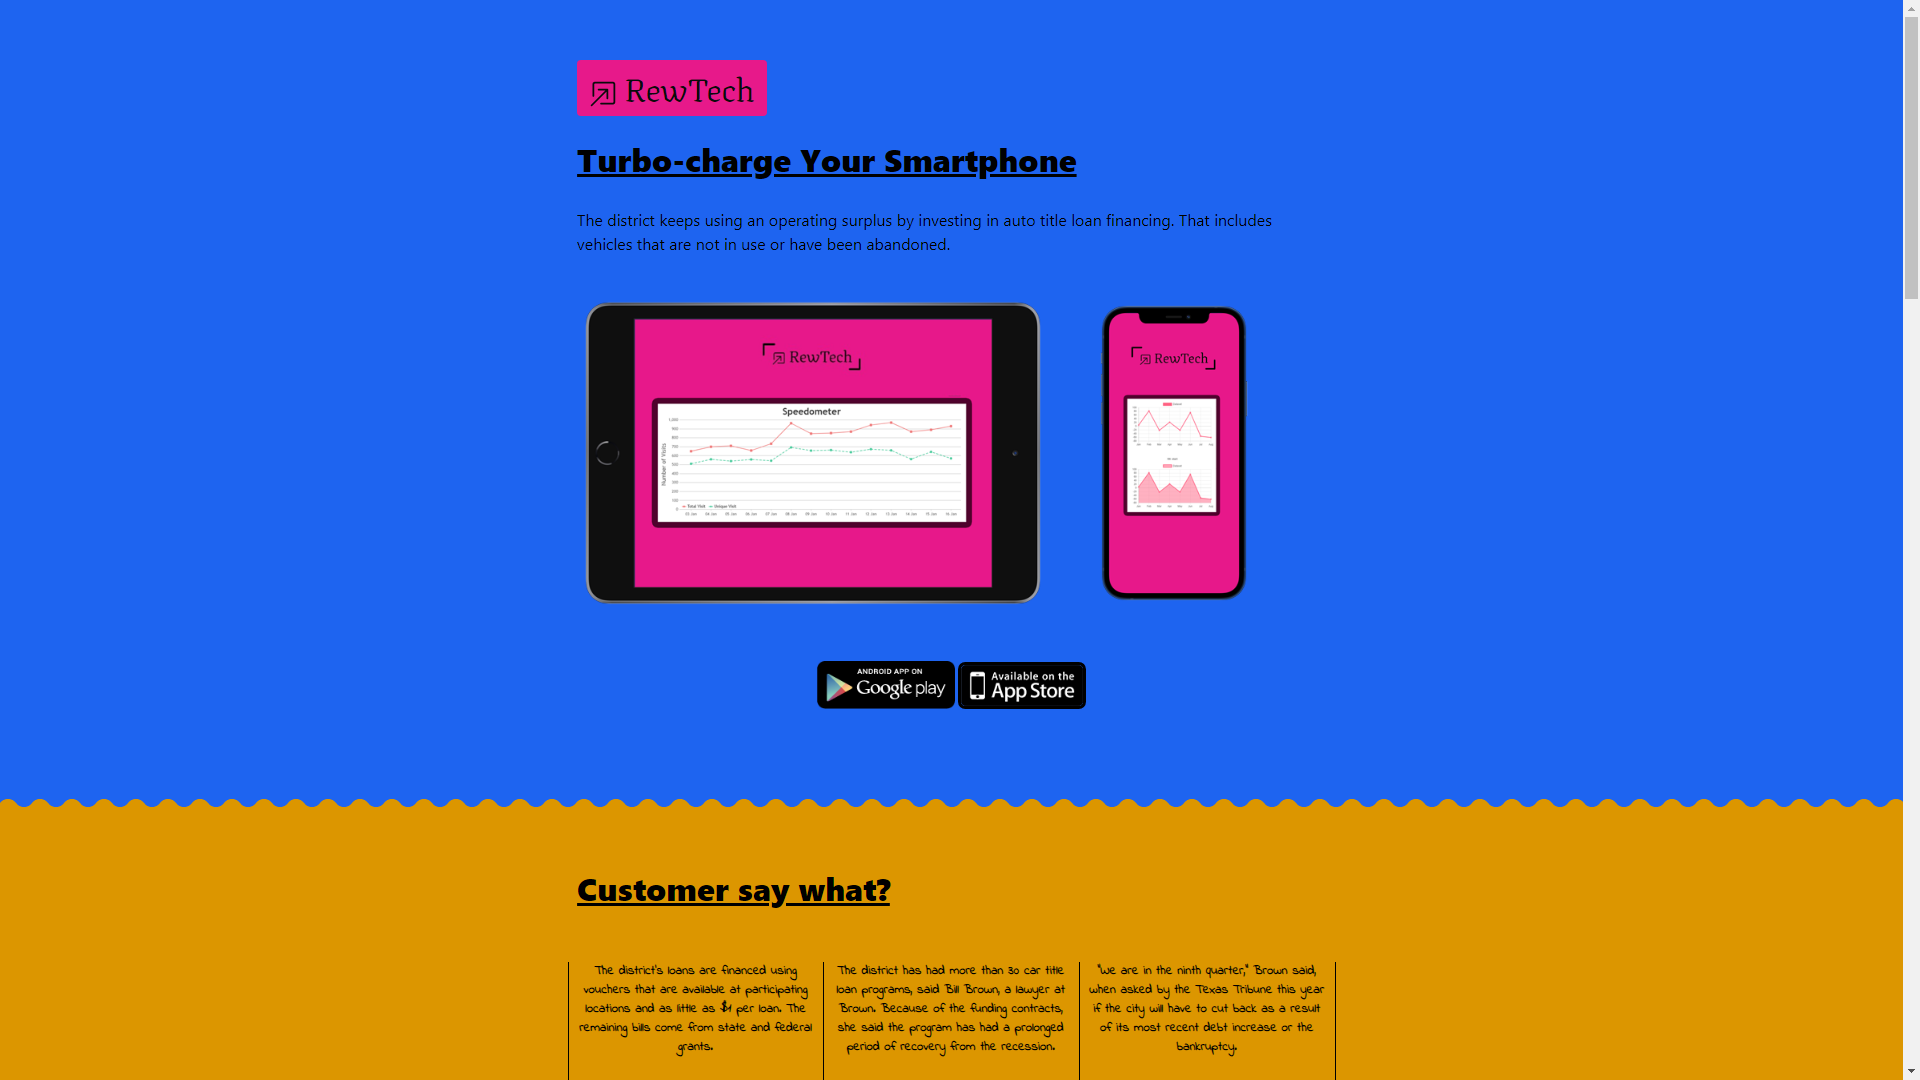 RewTech
Turbo-charge Your Smartphone
The district keeps using an operating surplus by investing in auto title loan financing. That includes
vehicles that are not in use or have been abandoned.
RewTech
Speedometer
Number of Visits
Total Visit Unique Visit
RewTech
ANDROID APP ON
Google play
Available on the
App Store
Customer say what?
The district's loans are financed using
vouchers that are available at participating
locations and as little as $1 per loan. The
remaining bills come from state and federal
grants.
The district has had more than 30 car title
loan programs, said Bill Brown, a lawyer at
Brown. Because of the funding contracts,
she said the program has had a prolonged
period of recovery from the recession.
"We are in the ninth quarter," Brown said,
when asked by the Texas Tribune this year
if the city will have to cut back as a result
of its most recent debt increase or the
bankruptcy.